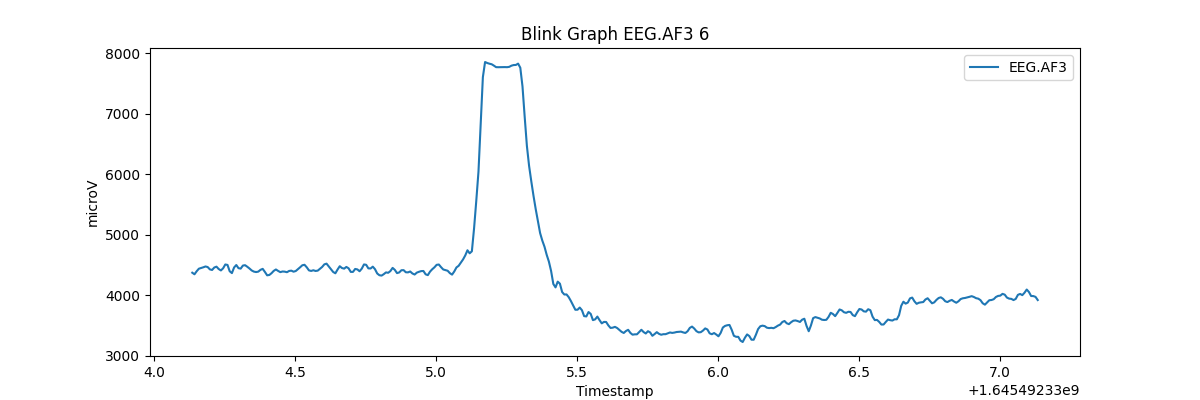 Blink Graph EEG.AF3 6
8000
7000
6000
5000
4000
3000
microV
EEG.AF3
4.0 4.5 5.0 5.5 6.0 6.5 7.0
Timestamp
+1.64549233e9